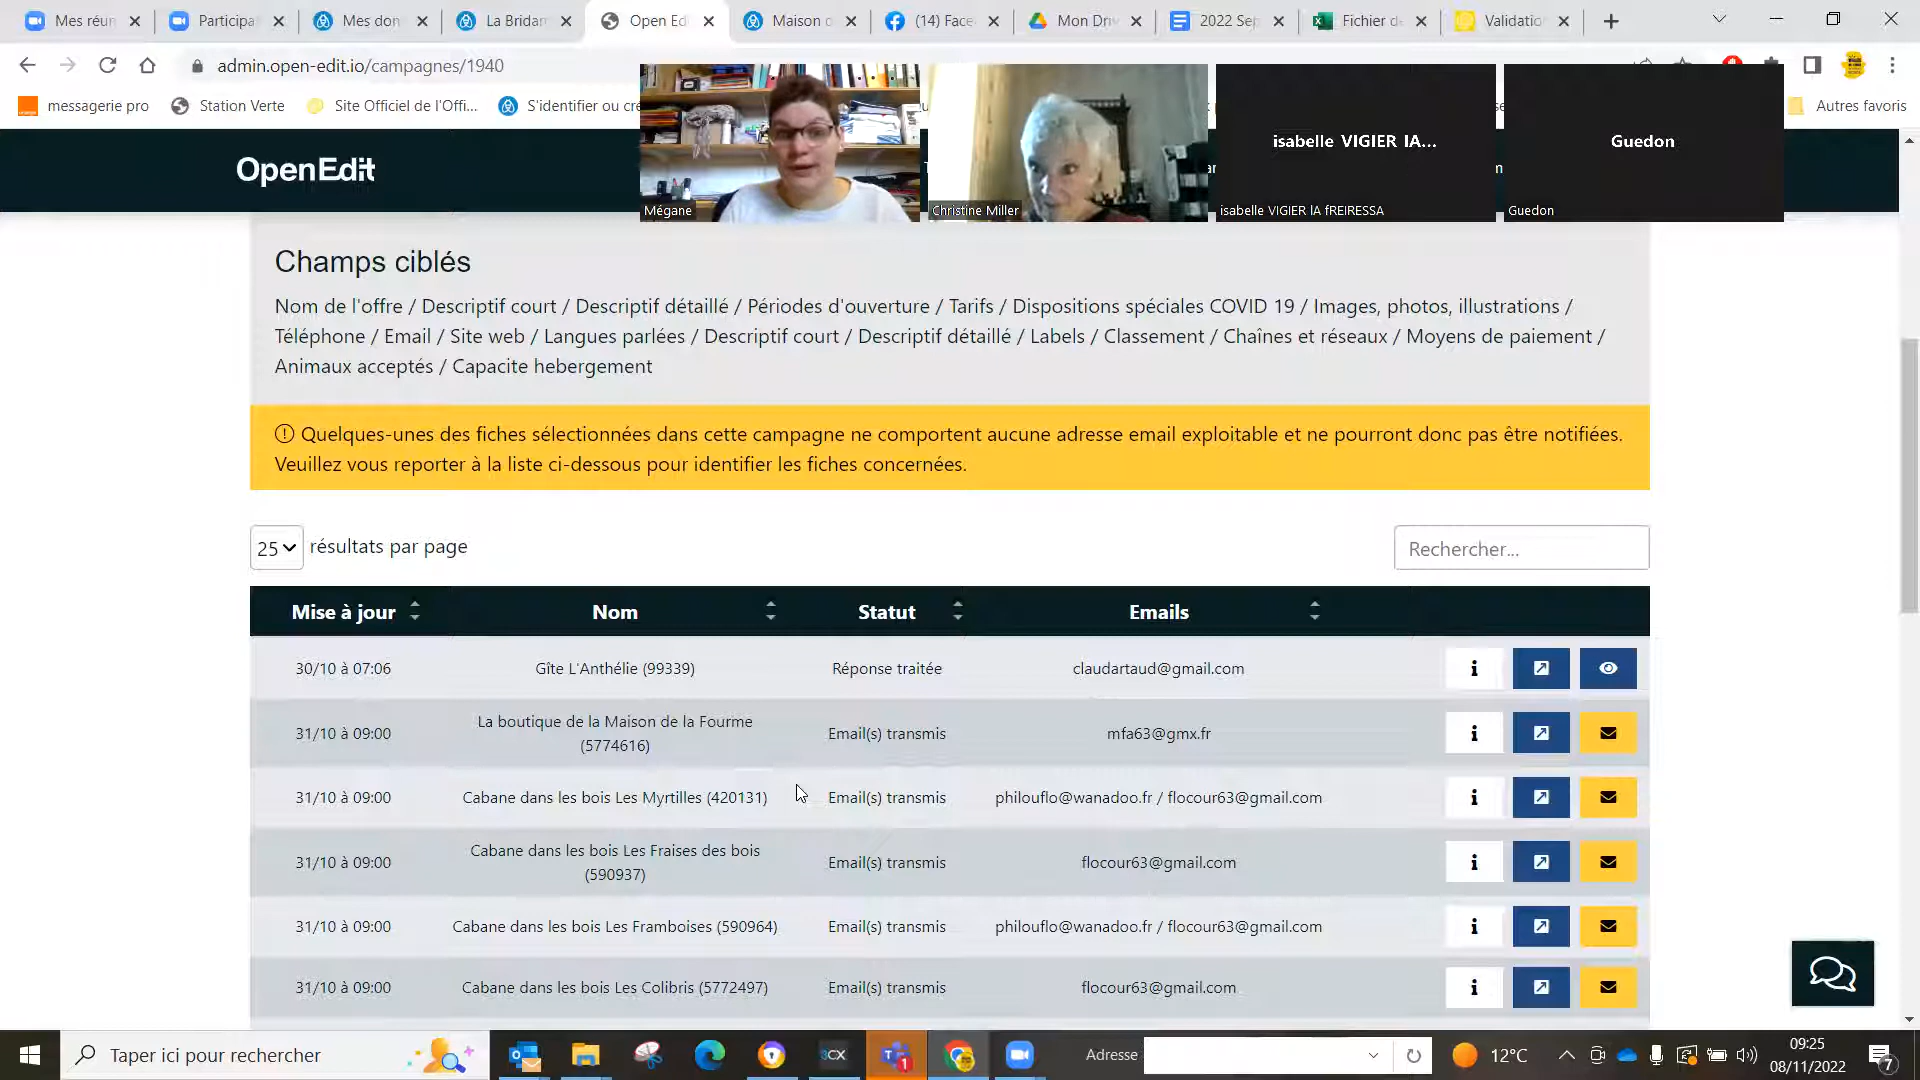 Mes réun
Participa
Mes don
La Bridar
Open Ed
Maison d
(14) Face
Mon Driv
2022 Sep
Fichier de
Validatio
admin.open-edit.io/campagnes/1940
messagerie pro
Station Verte
Site Officiel de l'Offi...
S'identifier ou cr
Autres favoris
OpenEdit
Mégane
Christine Miller
isabelle VIGIER lA...
isabelle VIGIER lA fREIRESSA
Guedon
Guedon
Champs ciblés
Nom de l'offre / Descriptif court / Descriptif détaillé / Périodes d'ouverture / Tarifs / Dispositions spéciales COVID 19 / Images, photos, illustrations /
Téléphone / Email / Site web / Langues parlées / Descriptif court / Descriptif détaillé / Labels / Classement / Chaînes et réseaux / Moyens de paiement /
Animaux acceptés / Capacite hebergement
Quelques-unes des fiches sélectionnées dans cette campagne ne comportent aucune adresse email exploitable et ne pourront donc pas être notifiées.
Veuillez vous reporter à la liste ci-dessous pour identifier les fiches concernées.
25 résultats par page
Rechercher...
Mise à jour Nom Statut Emails
30/10 à 07:06 Gîte L'Anthélie (99339) Réponse traitée claudartaud@gmail.com
31/10 à 09:00 La boutique de la Maison de la Fourme Email(s) transmis mfa63@gmx.fr
(5774616)
31/10 à 09:00 Cabane dans les bois Les Myrtilles (420131) Email(s) transmis philouflo@wanadoo.fr / flocour63@gmail.com
31/10 à 09:00 Cabane dans les bois Les Fraises des bois Email(s) transmis flocour63@gmail.com
(590937)
31/10 à 09:00 Cabane dans les bois Les Framboises (590964) Email(s) transmis philouflo@wanadoo.fr / flocour63@gmail.com
31/10 à 09:00 Cabane dans les bois Les Colibris (5772497) Email(s) transmis flocour63@gmail.com
Taper ici pour rechercher
3CX
1
Adresse
12°C
09:25
08/11/2022
7